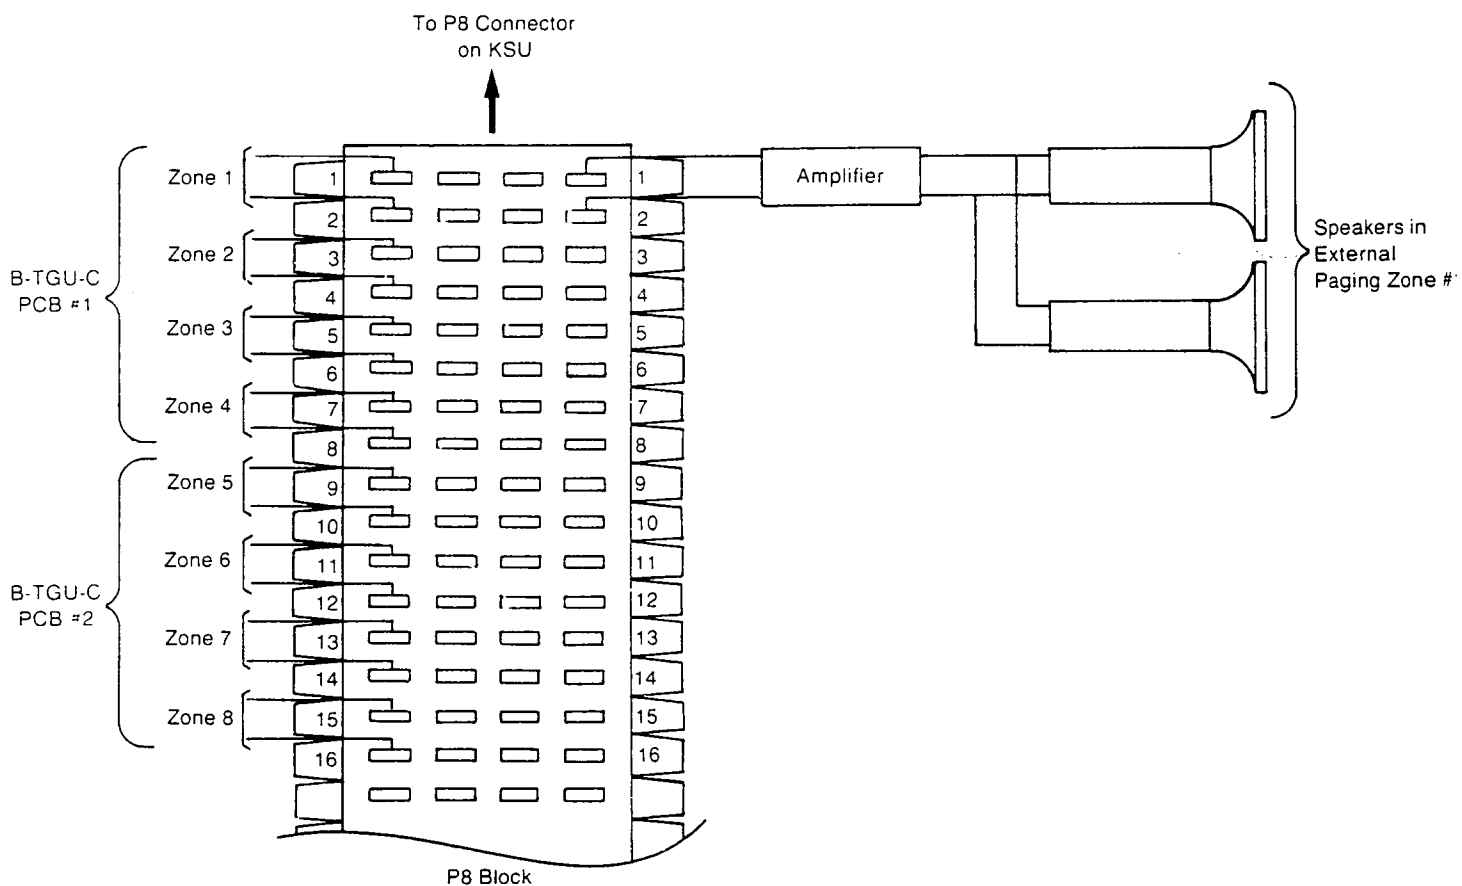 To P8 Connector
on KSU
B-TGU-C
PCB #1
B-TGU-C
PCB #2
Zone 1
Zone 2
Zone 3
Zone 4
Zone 5
Zone 6
Zone 7
Zone 8
1
2
3
4
5
6
7
8
9
10
11
12
13
14
15
16
1
2
3
4
5
6
7
8
9
10
11
12
13
14
15
16
Amplifier
Speakers in
External
Paging Zone #1
P8 Block